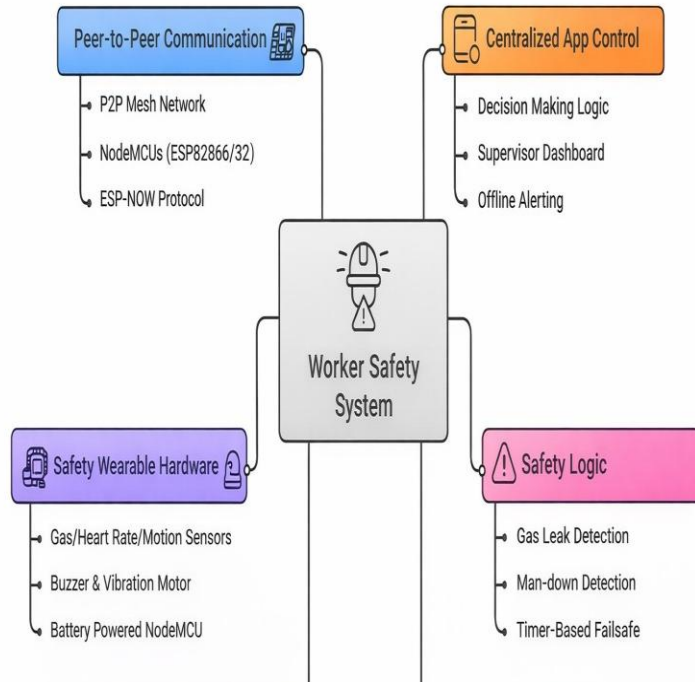 Peer-to-Peer Communication
P2P Mesh Network
NodeMCUs (ESP82866/32)
ESP-NOW Protocol
Centralized App Control
Decision Making Logic
Supervisor Dashboard
Offline Alerting
Worker Safety
System
Safety Wearable Hardware
Gas/Heart Rate/Motion Sensors
Buzzer & Vibration Motor
Battery Powered NodeMCU
Safety Logic
Gas Leak Detection
Man-down Detection
Timer-Based Failsafe